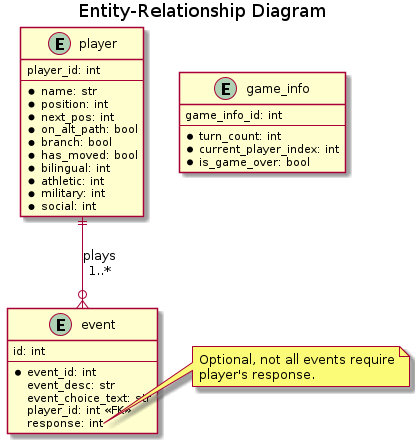 Entity-Relationship Diagram
E player
player_id: int
name: str
position: int
next_pos: int
on_alt_path: bool
branch: bool
has_moved: bool
bilingual: int
athletic: int
military: int
social: int
E game_info
game_info_id: int
turn_count: int
current_player_index: int
is_game_over: bool
plays
1..*
E event
id: int
event_id: int
event_desc: str
event_choice_text: str
player_id: int «FK»
response: int
Optional, not all events require
player's response.